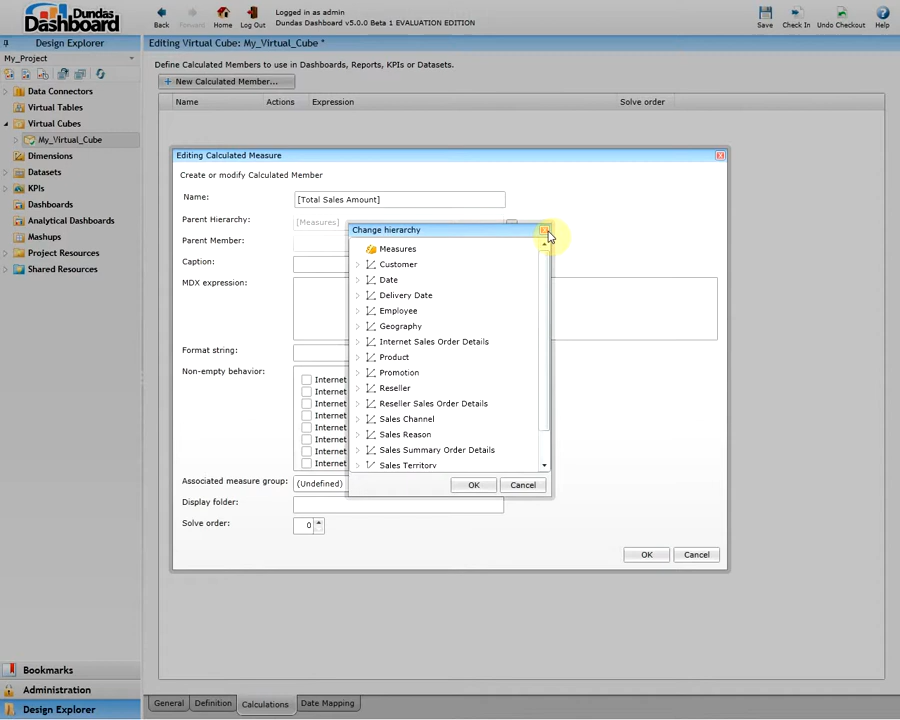 Dundas
Dashboard
Back
Forward
Home
Log Out
Logged in as admin
Dundas Dashboard v5.0.0 Beta 1 EVALUATION EDITION
Save
Check In
Undo Checkout
Help
Design Explorer
Editing Virtual Cube: My_Virtual_Cube *
My_Project
Define Calculated Members to use in Dashboards, Reports, KPIs or Datasets.
+ New Calculated Member...
Name
Actions
Expression
Solve order
Data Connectors
Virtual Tables
Virtual Cubes
My_Virtual_Cube
Dimensions
Datasets
KPIs
Dashboards
Analytical Dashboards
Mashups
Project Resources
Shared Resources
Editing Calculated Measure
Create or modify Calculated Member
Name:
[Total Sales Amount]
Parent Hierarchy:
[Measures]
Parent Member:
Caption:
MDX expression:
Format string:
Non-empty behavior:
Internet
Internet
Internet
Internet
Internet
Internet
Internet
Internet
Associated measure group:
(Undefined)
Display folder:
Solve order:
0
OK
Cancel
Change hierarchy
Measures
Customer
Date
Delivery Date
Employee
Geography
Internet Sales Order Details
Product
Promotion
Reseller
Reseller Sales Order Details
Sales Channel
Sales Reason
Sales Summary Order Details
Sales Territory
OK
Cancel
Bookmarks
Administration
Design Explorer
General
Definition
Calculations
Date Mapping